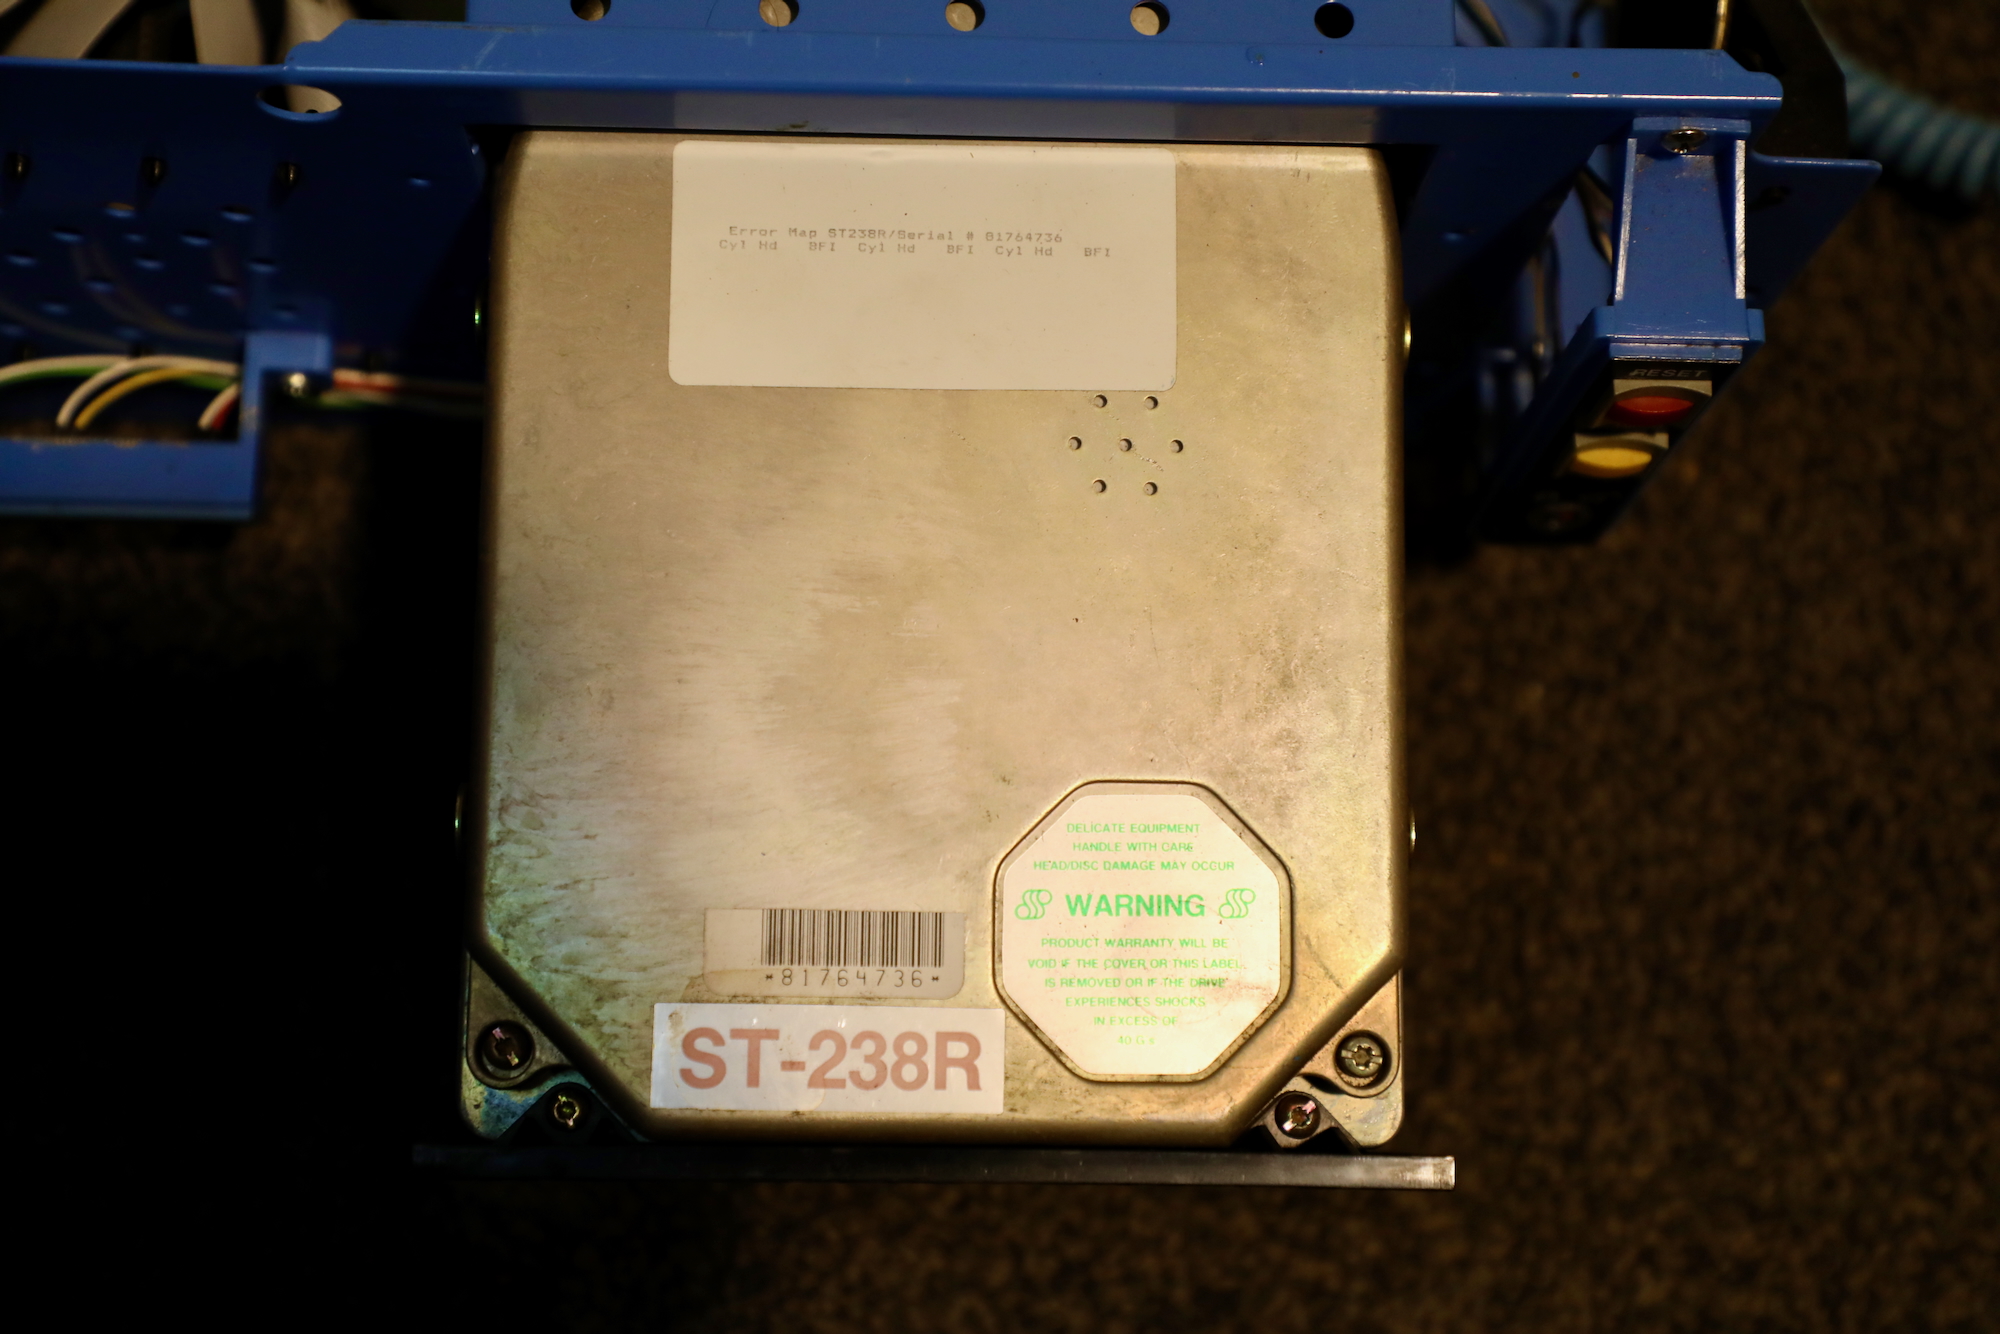 Error Map ST238R/Serial # 81764736
Cyl Hd BFI Cyl Hd BFI Cyl Hd BFI
RESET
DELICATE EQUIPMENT
HANDLE WITH CARE
HEAD/DISC DAMAGE MAY OCCUR
WARNING
PRODUCT WARRANTY WILL BE
VOID IF THE COVER OR THIS LABEL
IS REMOVED OR IF THE DRIVE
EXPERIENCES SHOCKS
IN EXCESS OF
40 G's
*81764736*
ST-238R